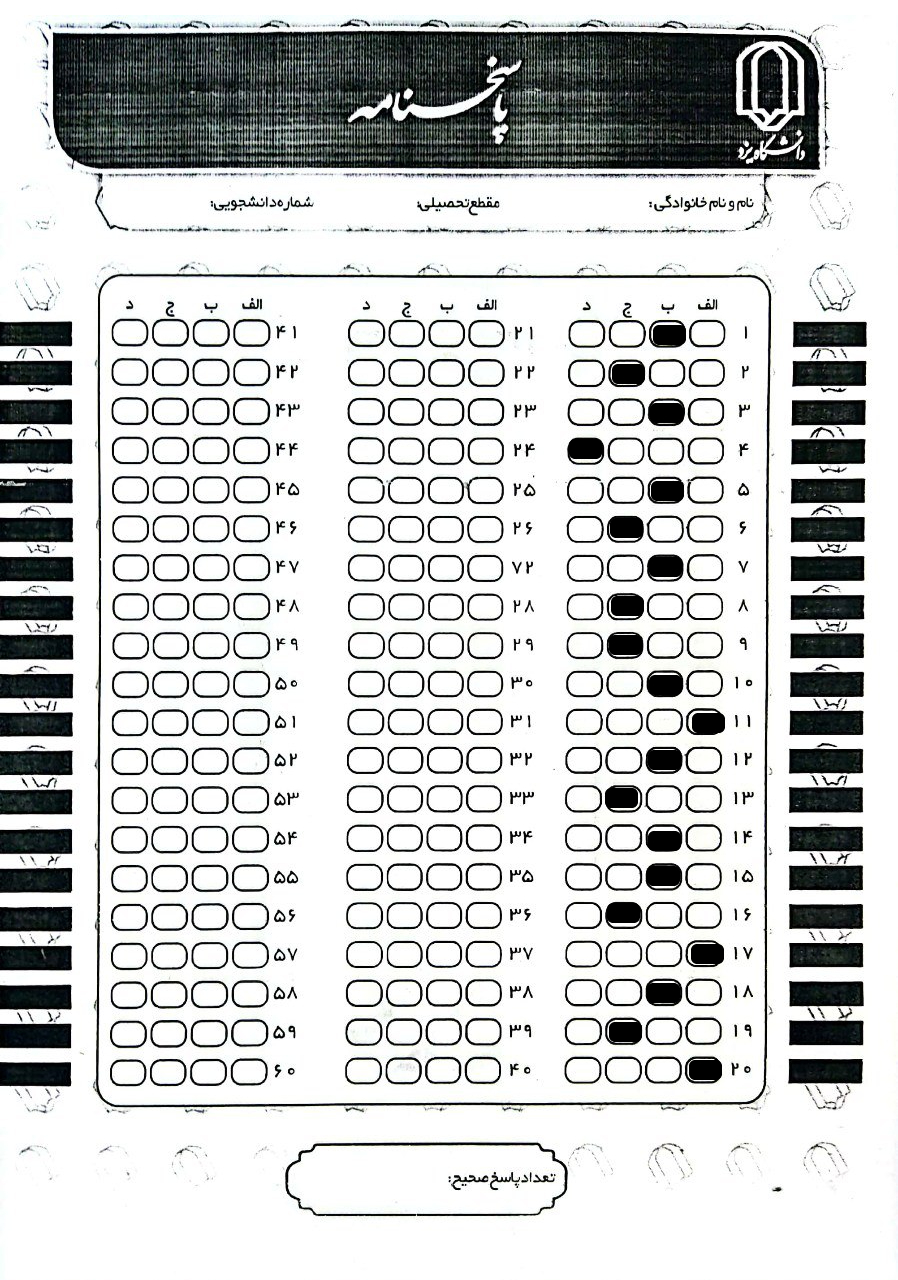 پاسخنامه
دانشگاه یزد
نام و نام خانوادگی: مقطع تحصیلی: شماره دانشجویی:
الف ب ج د الف ب ج د الف ب ج د
۱ ۲۱ ۴۱
۲ ۲۲ ۴۲
۳ ۲۳ ۴۳
۴ ۲۴ ۴۴
۵ ۲۵ ۴۵
۶ ۲۶ ۴۶
۷ ۷۲ ۴۷
۸ ۲۸ ۴۸
۹ ۲۹ ۴۹
۱۰ ۳۰ ۵۰
۱۱ ۳۱ ۵۱
۱۲ ۳۲ ۵۲
۱۳ ۳۳ ۵۳
۱۴ ۳۴ ۵۴
۱۵ ۳۵ ۵۵
۱۶ ۳۶ ۵۶
۱۷ ۳۷ ۵۷
۱۸ ۳۸ ۵۸
۱۹ ۳۹ ۵۹
۲۰ ۴۰ ۶۰
تعداد پاسخ صحیح: